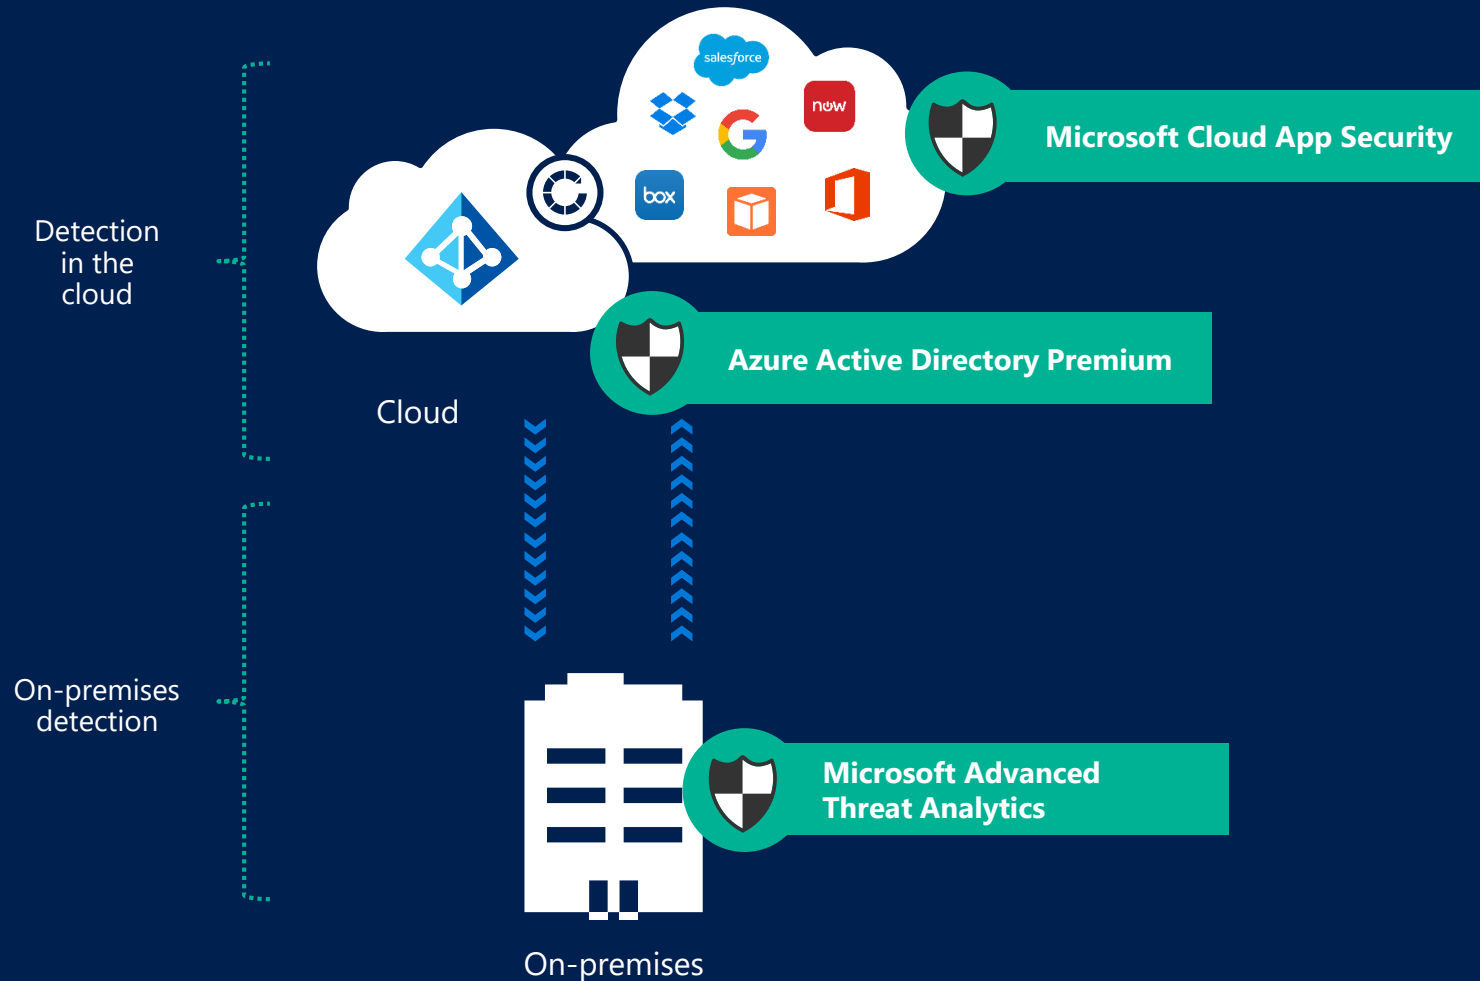 salesforce
now
Microsoft Cloud App Security
box
Detection
in the
cloud
Azure Active Directory Premium
Cloud
On-premises
detection
Microsoft Advanced
Threat Analytics
On-premises